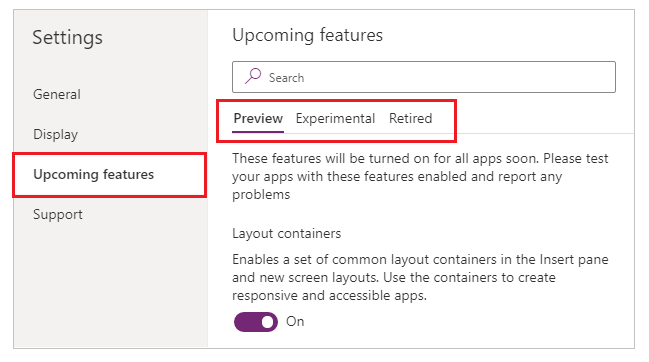 Settings
General
Display
Upcoming features
Support
Upcoming features
Search
Preview Experimental Retired
These features will be turned on for all apps soon. Please test
your apps with these features enabled and report any
problems
Layout containers
Enables a set of common layout containers in the Insert pane
and new screen layouts. Use the containers to create
responsive and accessible apps.
On